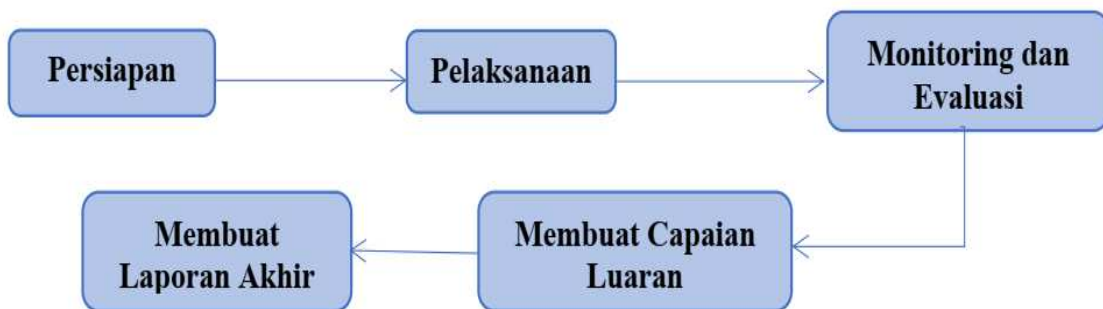 Persiapan
Pelaksanaan
Monitoring dan
Evaluasi
Membuat Capaian
Luaran
Membuat
Laporan Akhir